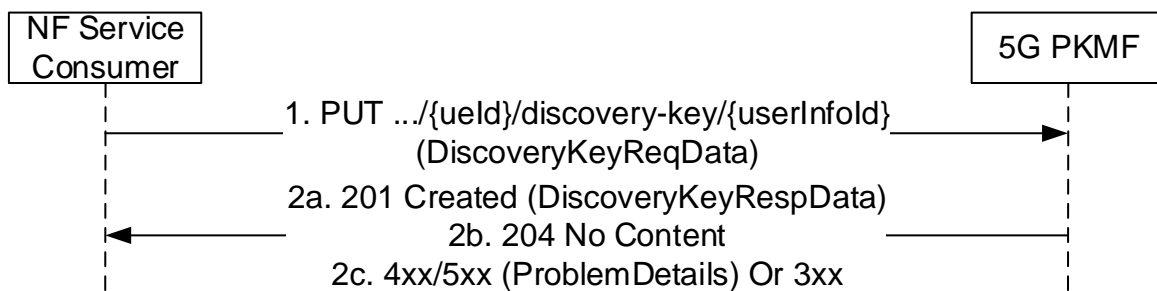 NF Service
Consumer
5G PKMF
1. PUT .../{ueId}/discovery-key/{userInfoId}
(DiscoveryKeyReqData)
2a. 201 Created (DiscoveryKeyRespData)
2b. 204 No Content
2c. 4xx/5xx (ProblemDetails) Or 3xx